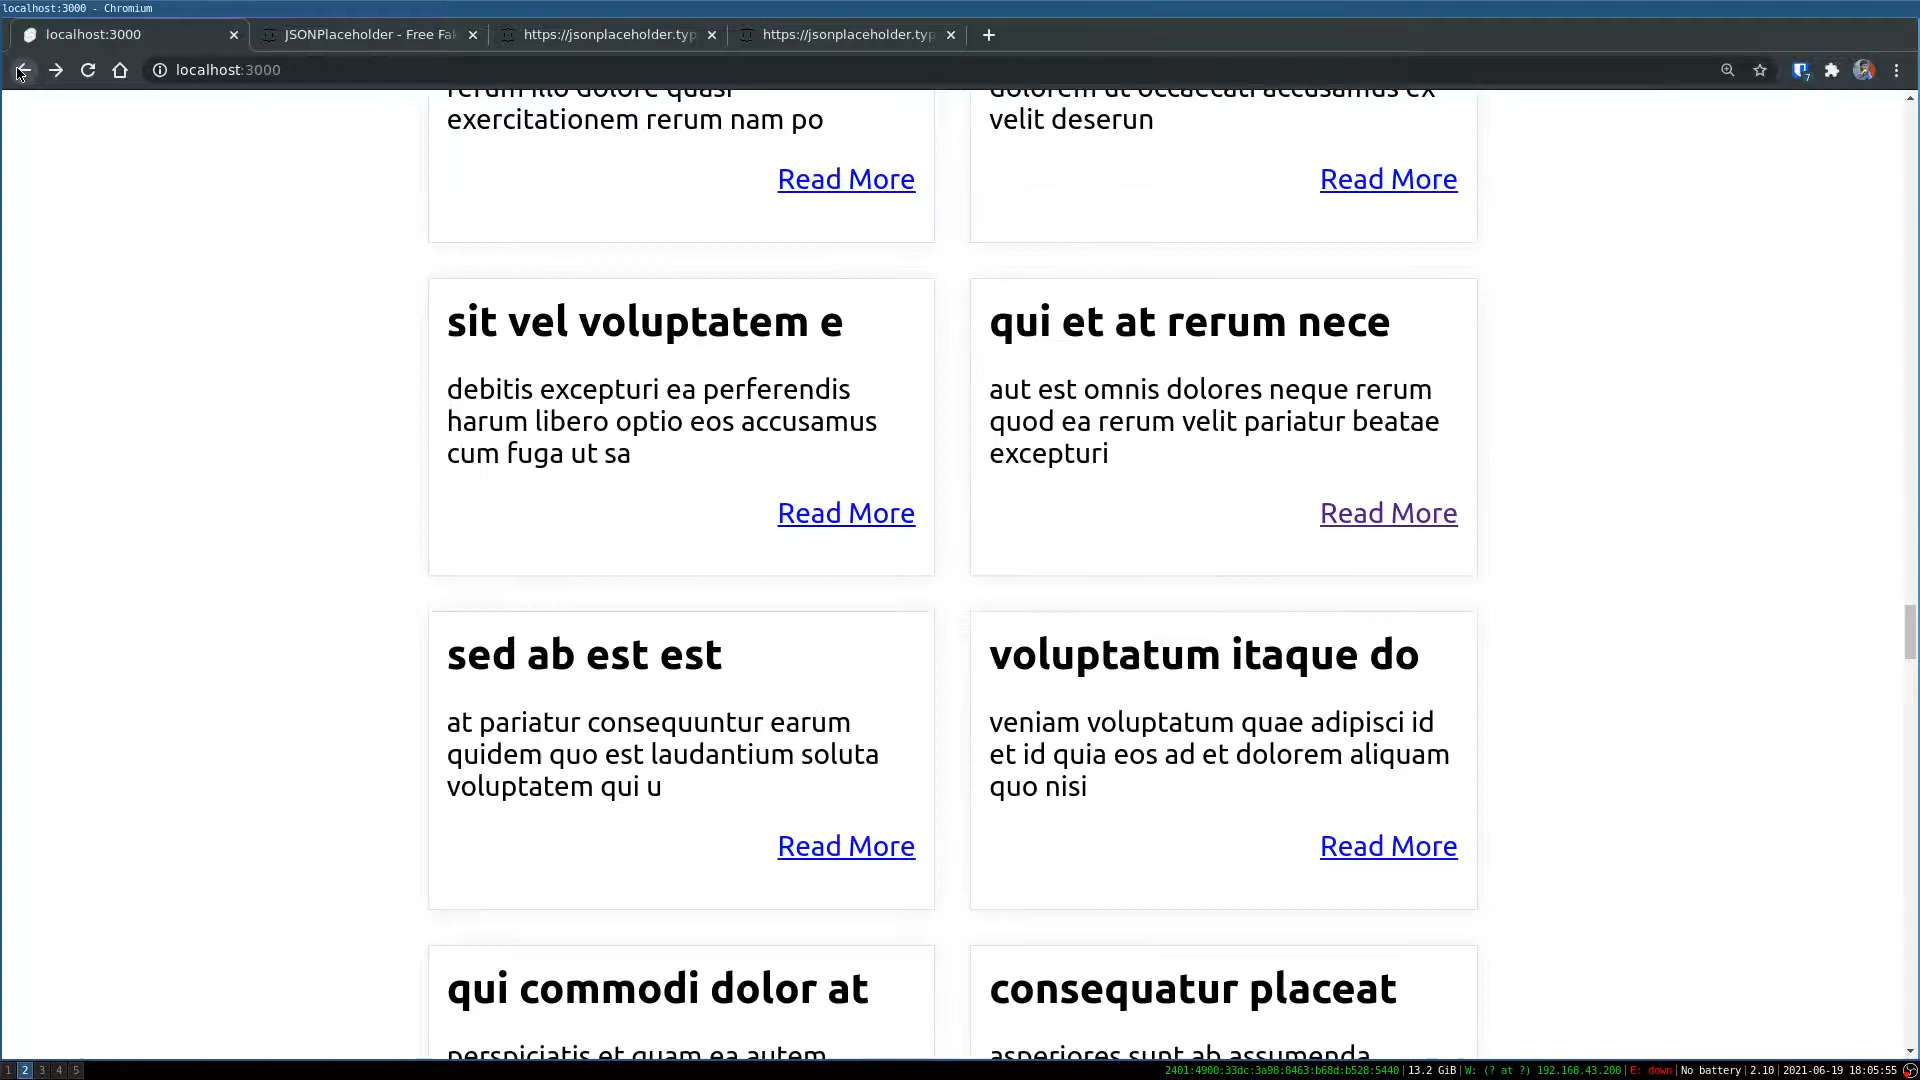 localhost:3000 - Chromium
localhost:3000
JSONPlaceholder - Free Fak
https://jsonplaceholder.typ
https://jsonplaceholder.typ
localhost:3000
7
rerum illo dolore quasi
exercitationem rerum nam po
Read More
dolorem ut occaecati accusamus ex
velit deserun
Read More
sit vel voluptatem e
debitis excepturi ea perferendis
harum libero optio eos accusamus
cum fuga ut sa
Read More
qui et at rerum nece
aut est omnis dolores neque rerum
quod ea rerum velit pariatur beatae
excepturi
Read More
sed ab est est
at pariatur consequuntur earum
quidem quo est laudantium soluta
voluptatem qui u
Read More
voluptatum itaque do
veniam voluptatum quae adipisci id
et id quia eos ad et dolorem aliquam
quo nisi
Read More
qui commodi dolor at
perspiciatis et quam ea autem
consequatur placeat
asperiores sunt ab assumenda
1 2 3 4 5
2401:4900:33dc:3a98:8463:b68d:b528:5440|13.2 GiB|W: (? at ?) 192.168.43.200|E: down|No battery|2.10|2021-06-19 18:05:55